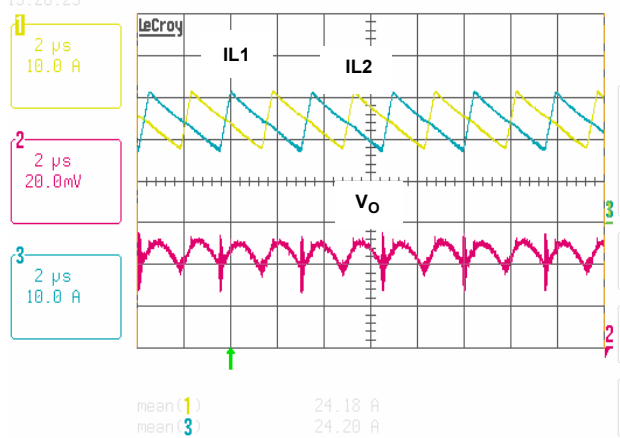 1
2 µs
10.0 A
2
2 µs
20.0mV
3
2 µs
10.0 A
LeCroy
IL1
IL2
VO
3
2
mean(1) 24.18 A
mean(3) 24.20 A